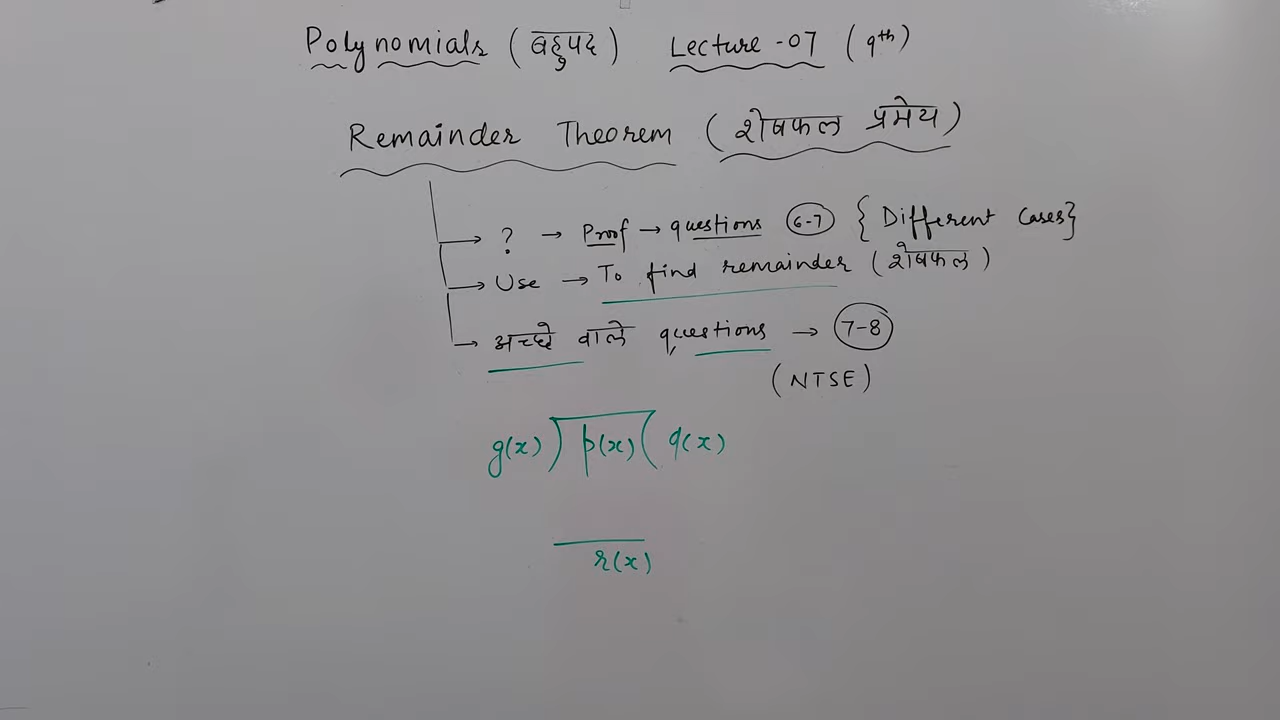 Polynomials (बहुपद) Lecture -07 (9th)
Remainder Theorem (शेषफल प्रमेय)
→ ? → Proof → questions 6-7 {Different Cases}
→ Use → To find remainder (शेषफल)
→ अच्छे वाले questions → 7-8
(NTSE)
g(x) ) p(x) ( q(x)
r(x)